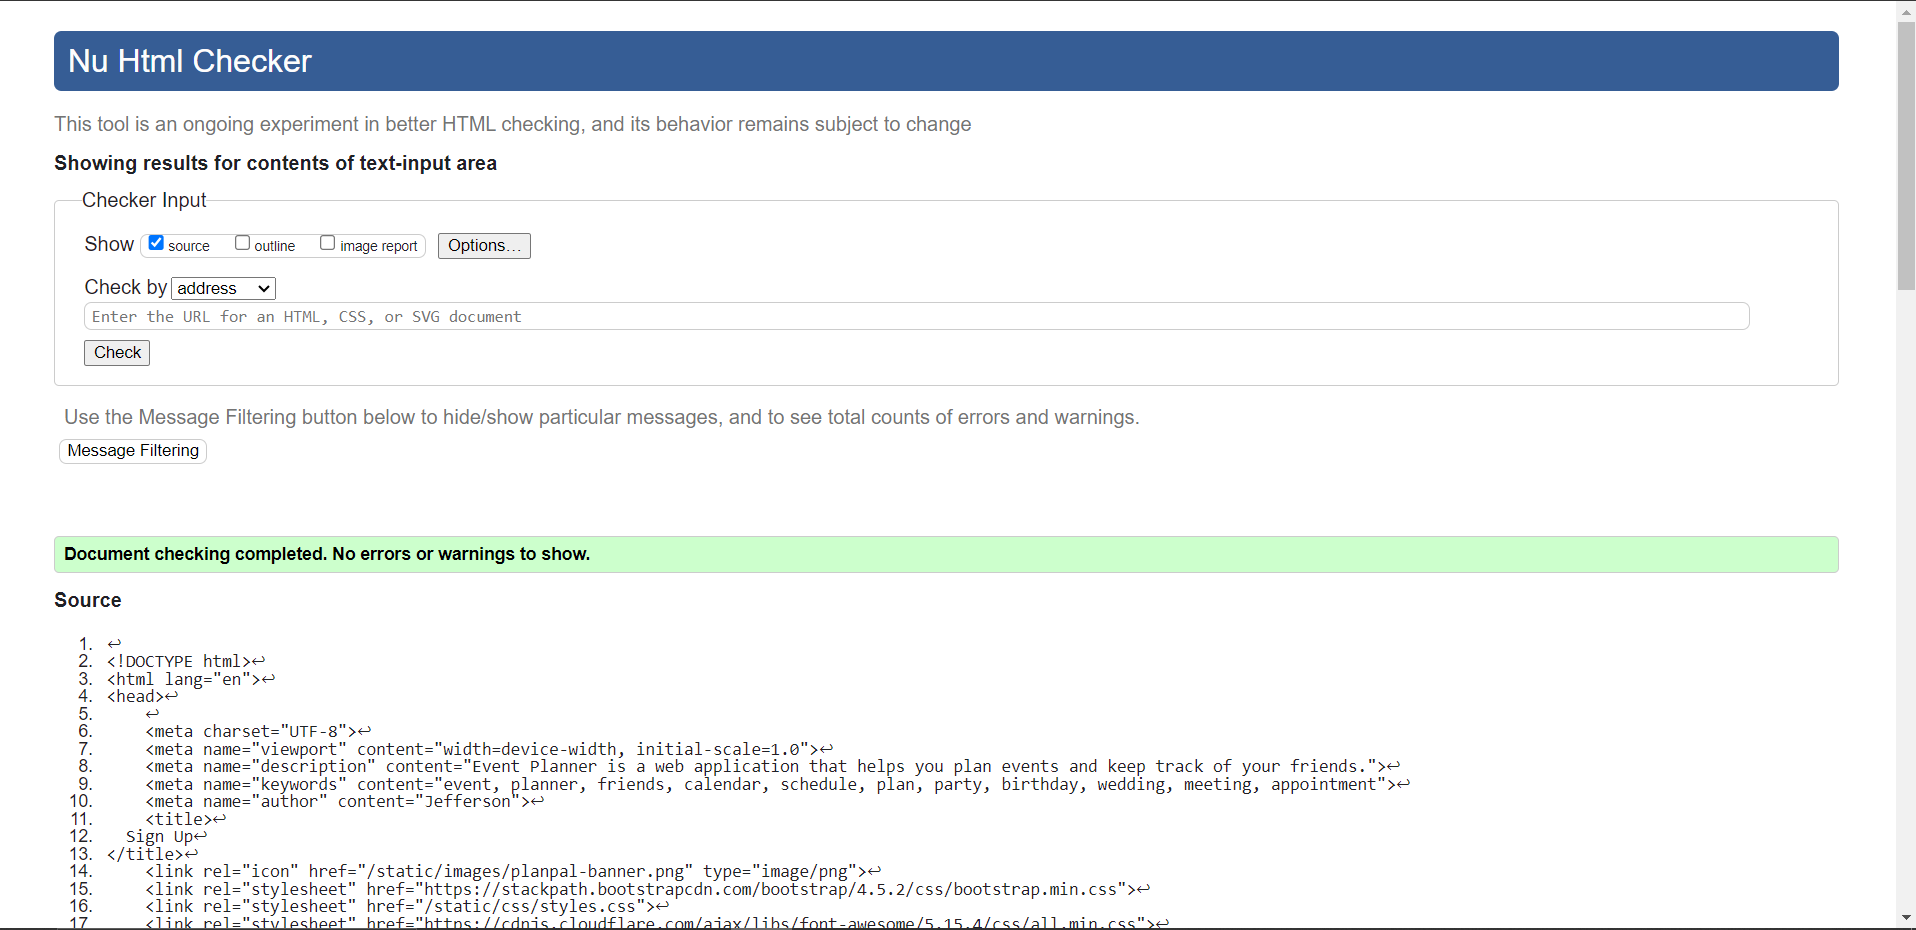 Nu Html Checker
This tool is an ongoing experiment in better HTML checking, and its behavior remains subject to change
Showing results for contents of text-input area
Checker Input
Show source outline image report Options...
Check by address
Enter the URL for an HTML, CSS, or SVG document
Check
Use the Message Filtering button below to hide/show particular messages, and to see total counts of errors and warnings.
Message Filtering
Document checking completed. No errors or warnings to show.
Source
1. ↩
2. <!DOCTYPE html>↩
3. <html lang="en">↩
4. <head>↩
5.     ↩
6.     <meta charset="UTF-8">↩
7.     <meta name="viewport" content="width=device-width, initial-scale=1.0">↩
8.     <meta name="description" content="Event Planner is a web application that helps you plan events and keep track of your friends.">↩
9.     <meta name="keywords" content="event, planner, friends, calendar, schedule, plan, party, birthday, wedding, meeting, appointment">↩
10.     <meta name="author" content="Jefferson">↩
11.     <title>↩
12.   Sign Up↩
13. </title>↩
14.     <link rel="icon" href="/static/images/planpal-banner.png" type="image/png">↩
15.     <link rel="stylesheet" href="https://stackpath.bootstrapcdn.com/bootstrap/4.5.2/css/bootstrap.min.css">↩
16.     <link rel="stylesheet" href="/static/css/styles.css">↩
17.     <link rel="stylesheet" href="https://cdnjs.cloudflare.com/ajax/libs/font-awesome/5.15.4/css/all.min.css">↩